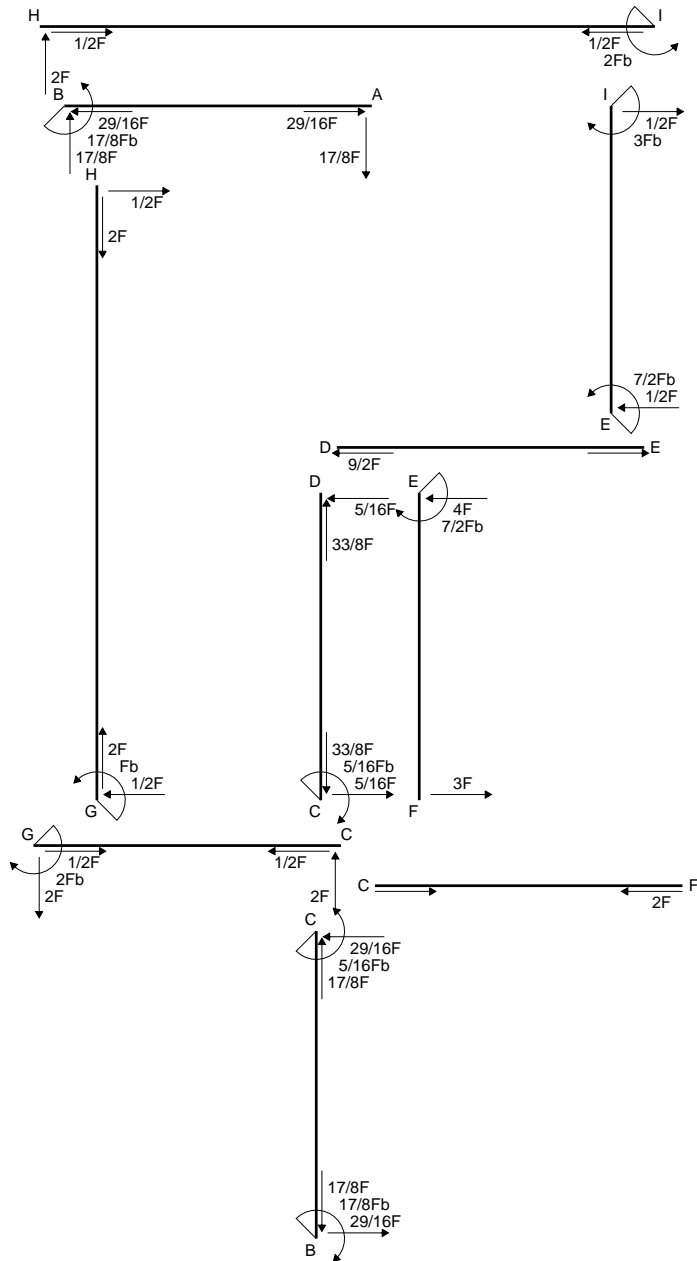 H I
1/2F 1/2F
2Fb
2F
B A I
29/16F 29/16F 1/2F
17/8Fb 3Fb
17/8F 17/8F
H
1/2F
2F
7/2Fb
1/2F
E
D E
9/2F
D E
5/16F 4F
7/2Fb
33/8F
2F 33/8F
Fb 5/16Fb
1/2F 5/16F 3F
G C F
G C
1/2F 1/2F
2Fb
2F 2F
C F
2F
C
29/16F
5/16Fb
17/8F
17/8F
17/8Fb
29/16F
B